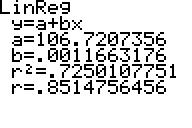 LinReg
y=a+bx
a=106.7207356
b=.0011663176
r²=.7250107751
r=.8514756456